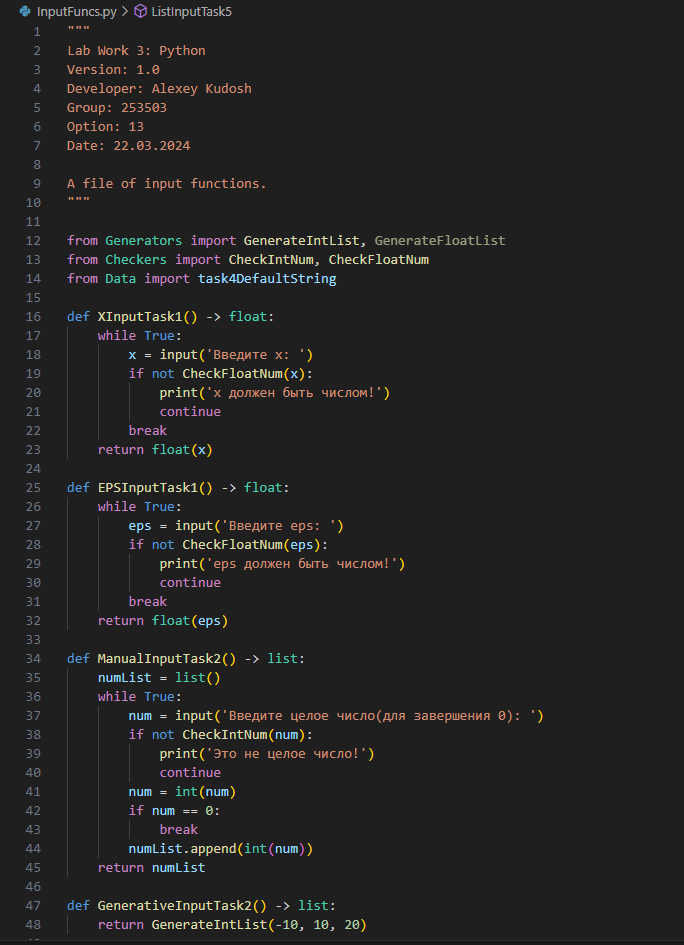 InputFuncs.py > ListInputTask5
1 """
2 Lab Work 3: Python
3 Version: 1.0
4 Developer: Alexey Kudosh
5 Group: 253503
6 Option: 13
7 Date: 22.03.2024
8
9 A file of input functions.
10 """
11
12 from Generators import GenerateIntList, GenerateFloatList
13 from Checkers import CheckIntNum, CheckFloatNum
14 from Data import task4DefaultString
15
16 def XInputTask1() -> float:
17     while True:
18         x = input('Введите x: ')
19         if not CheckFloatNum(x):
20             print('x должен быть числом!')
21             continue
22         break
23     return float(x)
24
25 def EPSInputTask1() -> float:
26     while True:
27         eps = input('Введите eps: ')
28         if not CheckFloatNum(eps):
29             print('eps должен быть числом!')
30             continue
31         break
32     return float(eps)
33
34 def ManualInputTask2() -> list:
35     numList = list()
36     while True:
37         num = input('Введите целое число(для завершения 0): ')
38         if not CheckIntNum(num):
39             print('Это не целое число!')
40             continue
41         num = int(num)
42         if num == 0:
43             break
44         numList.append(int(num))
45     return numList
46
47 def GenerativeInputTask2() -> list:
48     return GenerateIntList(-10, 10, 20)